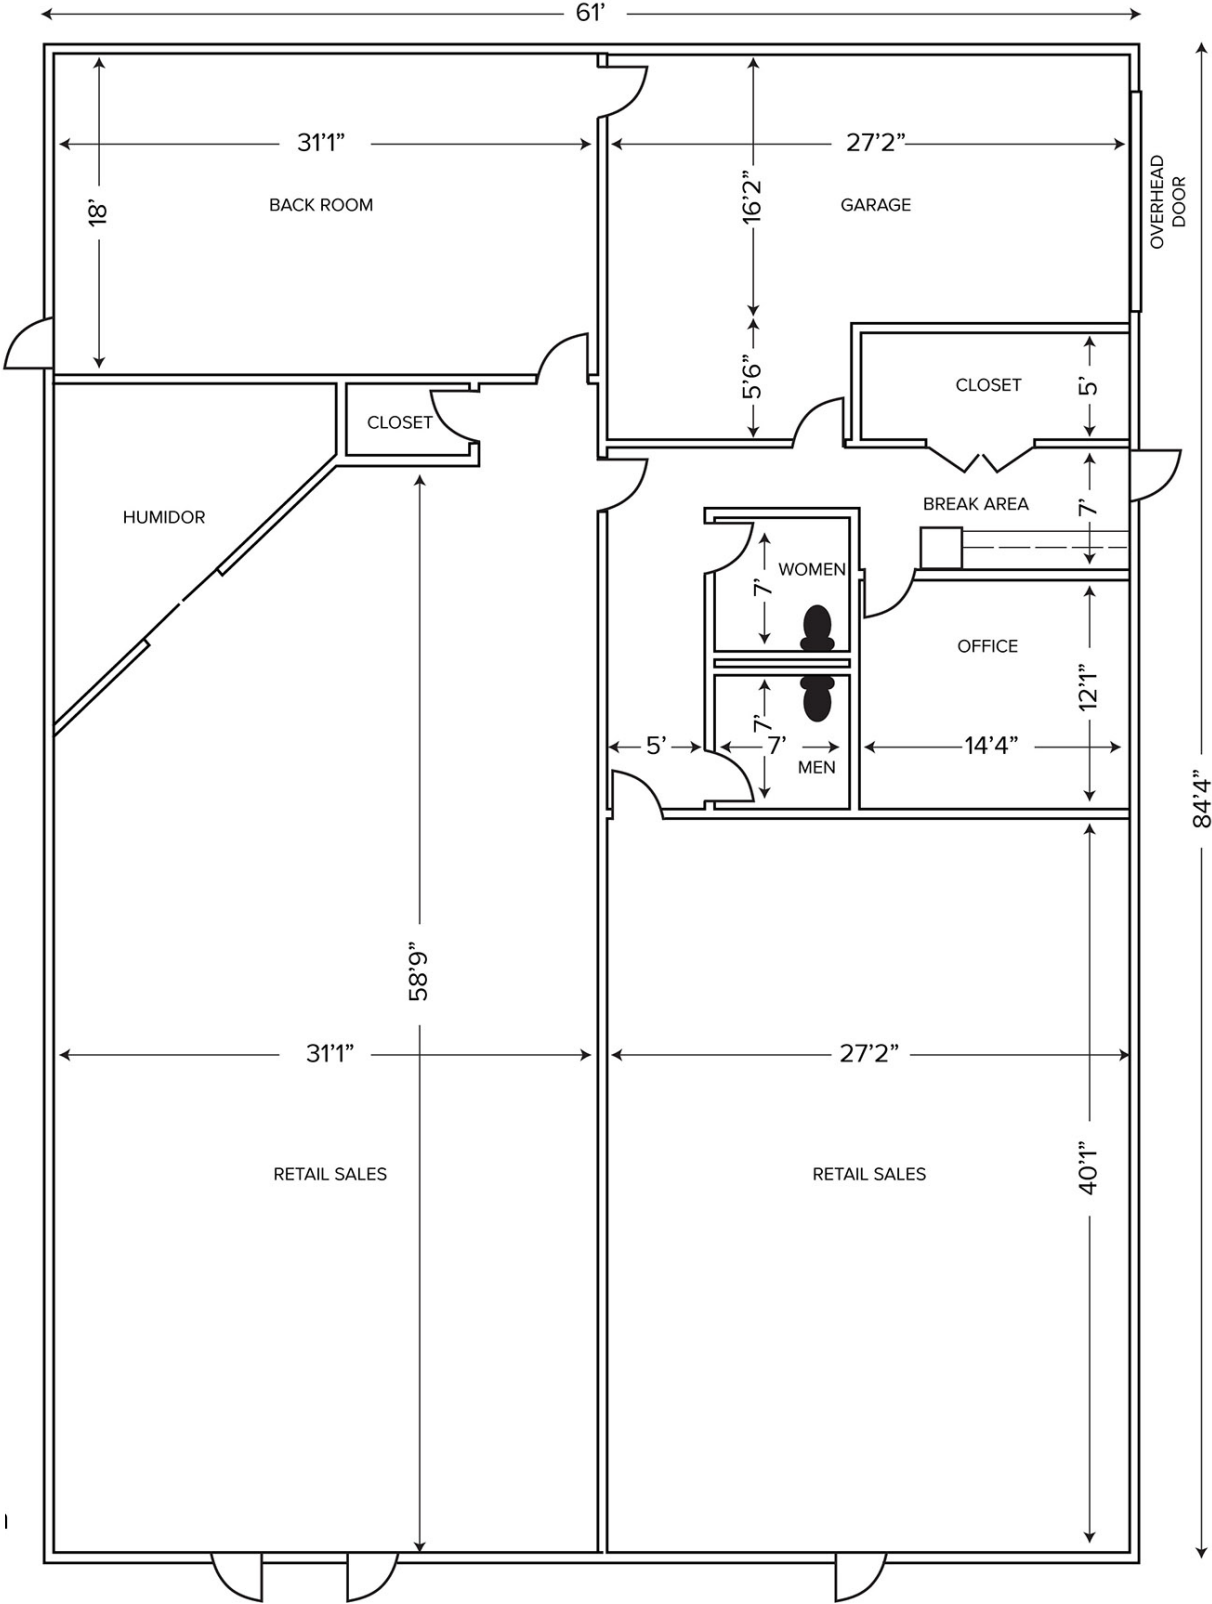 61'
31'1”
27'2”
18'
BACK ROOM
16'2”
GARAGE
OVERHEAD
DOOR
5'6”
CLOSET
5'
CLOSET
HUMIDOR
BREAK AREA
7'
WOMEN
7'
OFFICE
12'1”
7'
5'
7'
14'4”
MEN
84'4”
58'9”
31'1”
27'2”
40'1”
RETAIL SALES
RETAIL SALES